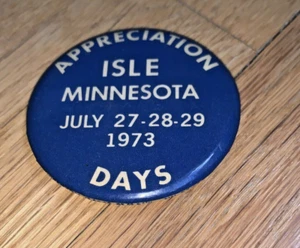 APPRECIATION
ISLE
MINNESOTA
JULY 27-28-29
1973
DAYS